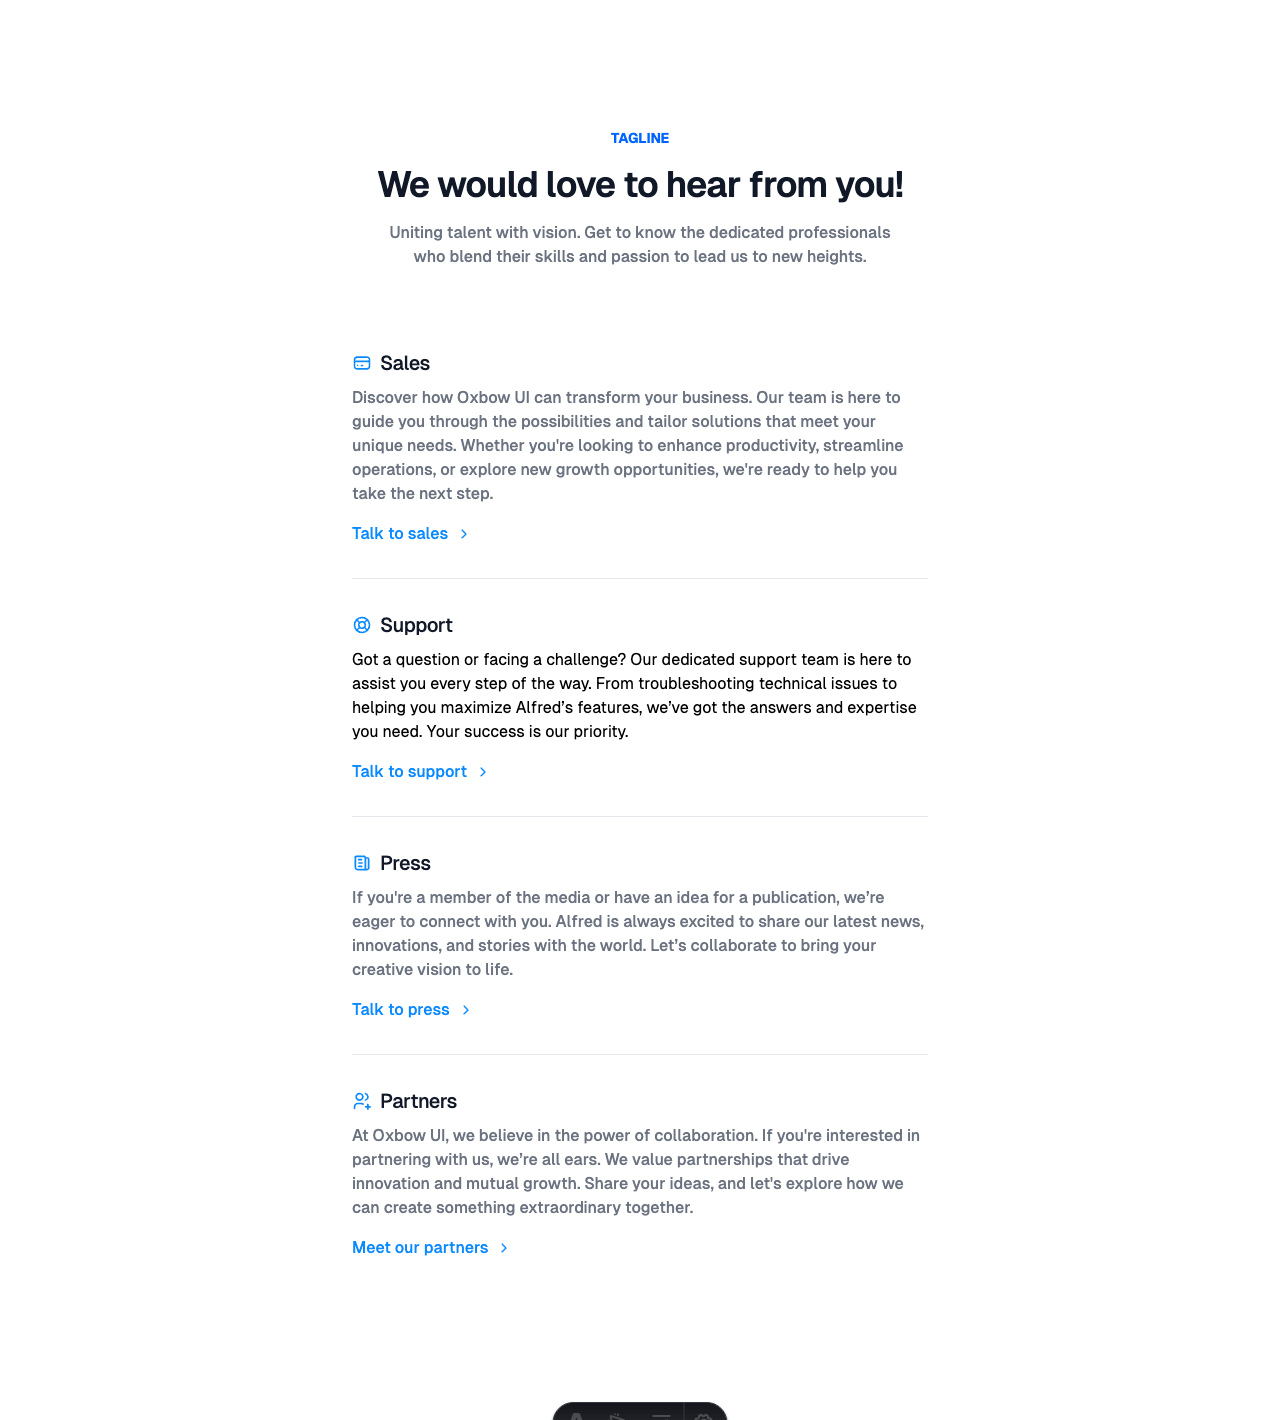 TAGLINE
We would love to hear from you!
Uniting talent with vision. Get to know the dedicated professionals
who blend their skills and passion to lead us to new heights.
Sales
Discover how Oxbow UI can transform your business. Our team is here to
guide you through the possibilities and tailor solutions that meet your
unique needs. Whether you're looking to enhance productivity, streamline
operations, or explore new growth opportunities, we're ready to help you
take the next step.
Talk to sales
Support
Got a question or facing a challenge? Our dedicated support team is here to
assist you every step of the way. From troubleshooting technical issues to
helping you maximize Alfred’s features, we’ve got the answers and expertise
you need. Your success is our priority.
Talk to support
Press
If you're a member of the media or have an idea for a publication, we’re
eager to connect with you. Alfred is always excited to share our latest news,
innovations, and stories with the world. Let’s collaborate to bring your
creative vision to life.
Talk to press
Partners
At Oxbow UI, we believe in the power of collaboration. If you're interested in
partnering with us, we’re all ears. We value partnerships that drive
innovation and mutual growth. Share your ideas, and let's explore how we
can create something extraordinary together.
Meet our partners